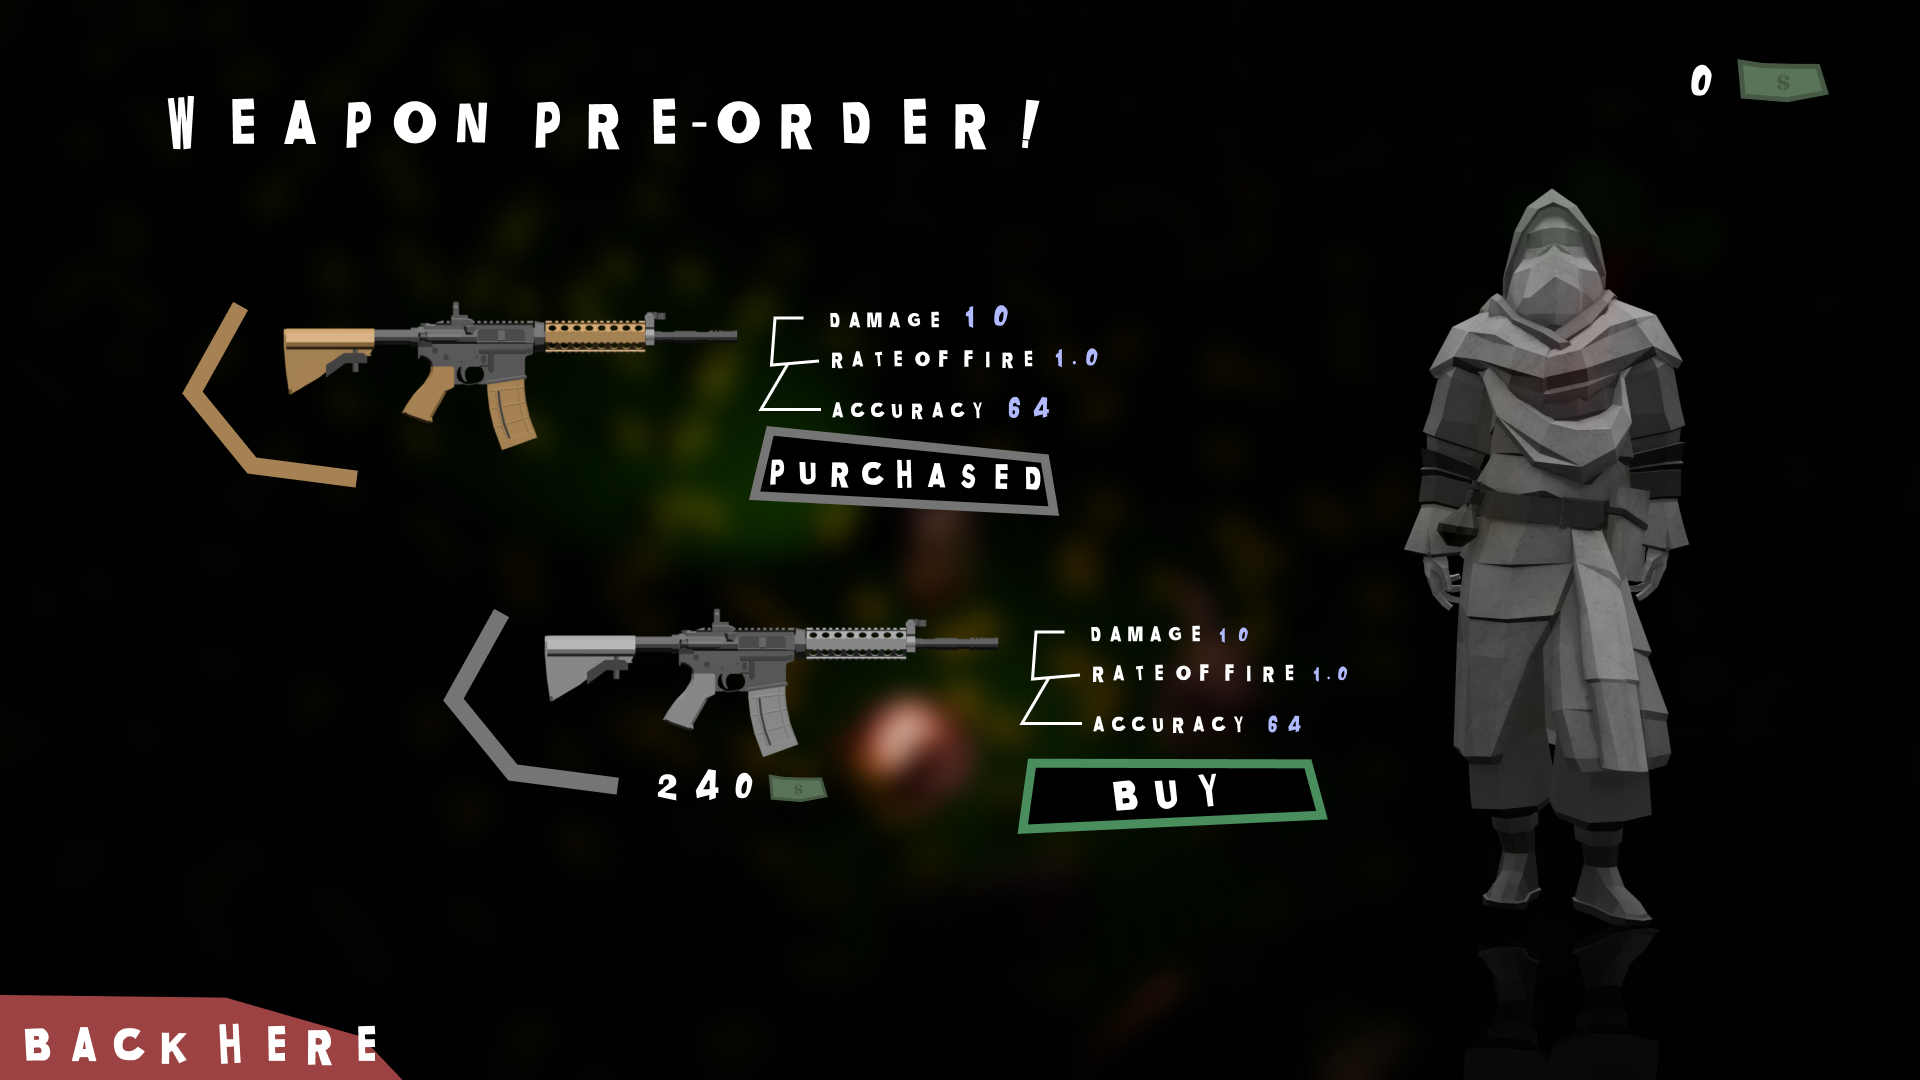 0 $
WEAPON PRE-ORDER!
DAMAGE 10
RATE OF FIRE 1.0
ACCURACY 64
PURCHASED
DAMAGE 10
RATE OF FIRE 1.0
ACCURACY 64
240 $
BUY
BACK HERE